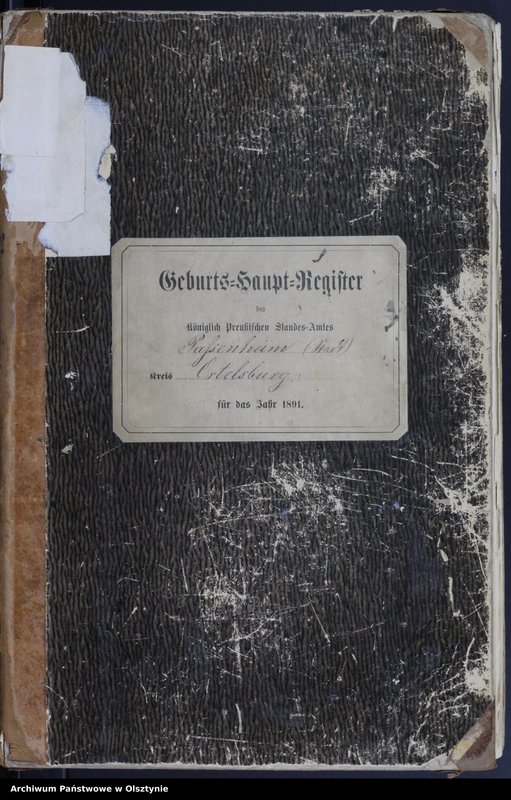 Geburts-Haupt-Register
des
Königlich Preußischen Standes-Amtes
Passenheim (Stadt)
Kreis Ortelsburg
für das Jahr 1891.
Archiwum Państwowe w Olsztynie